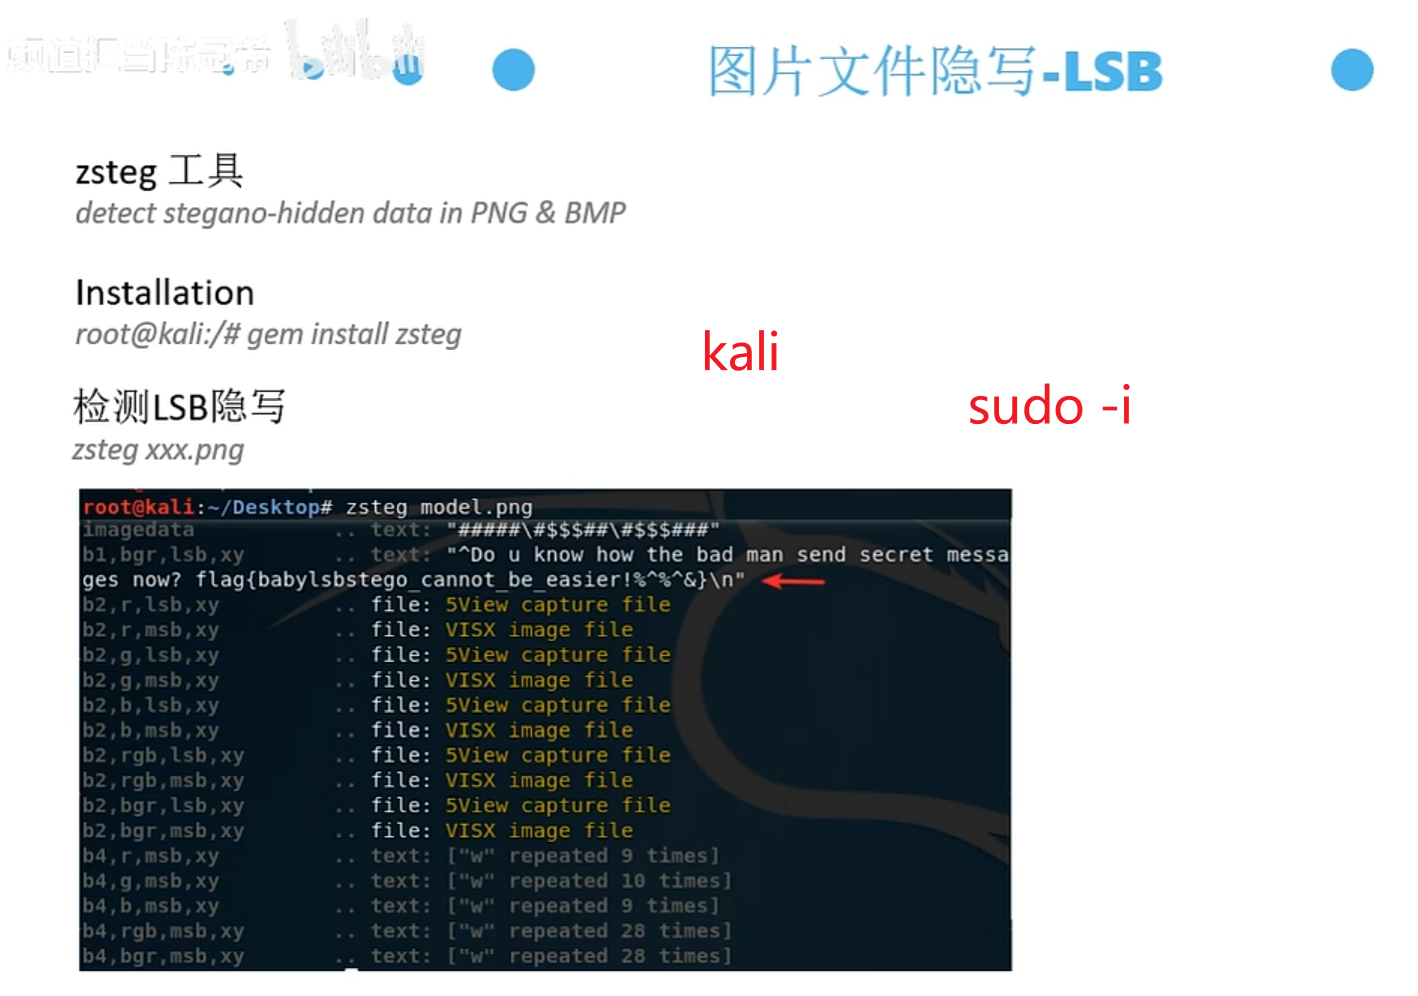 频值担当陈冠希 bilibili
图片文件隐写-LSB
zsteg 工具
detect stegano-hidden data in PNG & BMP
Installation
root@kali:/# gem install zsteg
kali
sudo -i
检测LSB隐写
zsteg xxx.png
root@kali:~/Desktop# zsteg model.png
imagedata .. text: "#####\#$$$##\#$$$###"
b1,bgr,lsb,xy .. text: "^Do u know how the bad man send secret messa
ges now? flag{babylsbstego_cannot_be_easier!%^%^&}\n"
b2,r,lsb,xy .. file: 5View capture file
b2,r,msb,xy .. file: VISX image file
b2,g,lsb,xy .. file: 5View capture file
b2,g,msb,xy .. file: VISX image file
b2,b,lsb,xy .. file: 5View capture file
b2,b,msb,xy .. file: VISX image file
b2,rgb,lsb,xy .. file: 5View capture file
b2,rgb,msb,xy .. file: VISX image file
b2,bgr,lsb,xy .. file: 5View capture file
b2,bgr,msb,xy .. file: VISX image file
b4,r,msb,xy .. text: ["w" repeated 9 times]
b4,g,msb,xy .. text: ["w" repeated 10 times]
b4,b,msb,xy .. text: ["w" repeated 9 times]
b4,rgb,msb,xy .. text: ["w" repeated 28 times]
b4,bgr,msb,xy .. text: ["w" repeated 28 times]